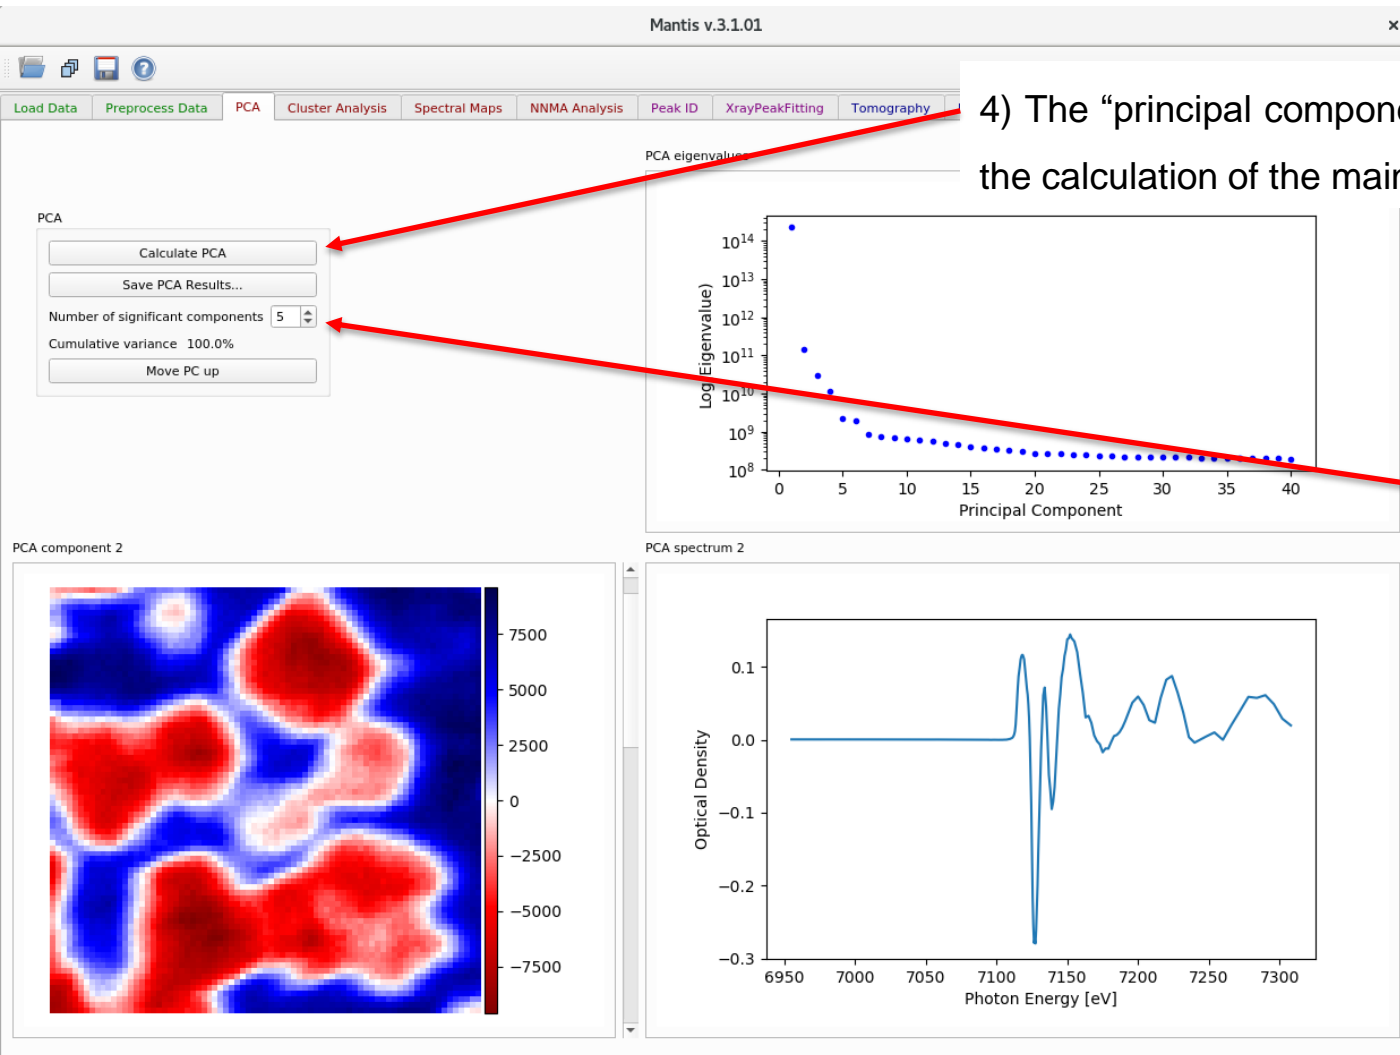 Mantis v.3.1.01
Load Data Preprocess Data PCA Cluster Analysis Spectral Maps NNMA Analysis Peak ID XrayPeakFitting Tomography
4) The “principal
the calculation of the
PCA eigenvalues
PCA
Calculate PCA
Save PCA Results...
Number of significant components 5
Cumulative variance 100.0%
Move PC up
10¹⁴
10¹³
10¹²
10¹¹
10¹⁰
10⁹
10⁸
Log(Eigenvalue)
0 5 10 15 20 25 30 35 40
Principal Component
PCA component 2
7500
5000
2500
0
−2500
−5000
−7500
PCA spectrum 2
0.1
0.0
−0.1
−0.2
−0.3
Optical Density
6950 7000 7050 7100 7150 7200 7250 7300
Photon Energy [eV]